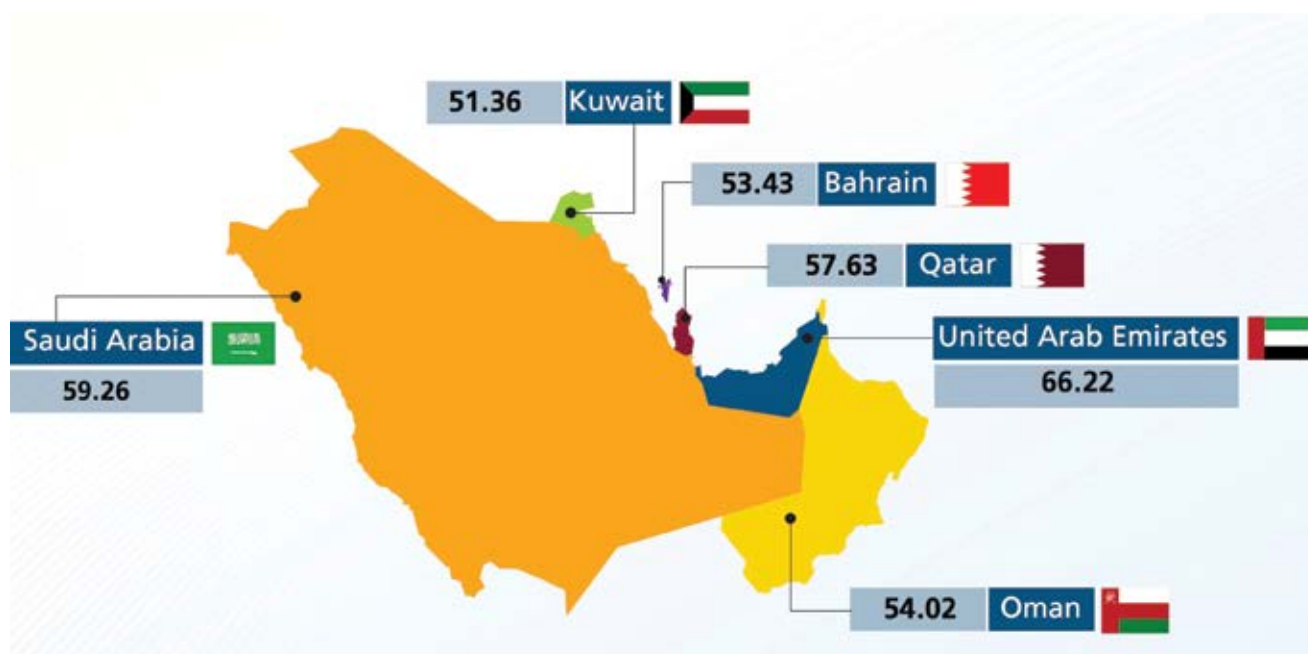 51.36 Kuwait
53.43 Bahrain
57.63 Qatar
Saudi Arabia
59.26
United Arab Emirates
66.22
54.02 Oman